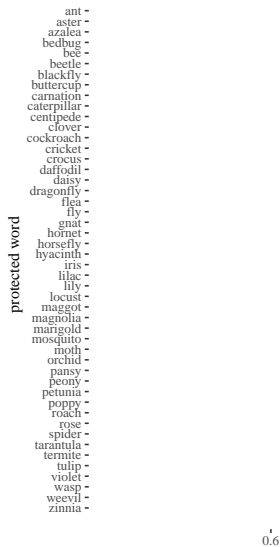 ant
aster
azalea
bedbug
bee
beetle
blackfly
buttercup
carnation
caterpillar
centipede
clover
cockroach
cricket
crocus
daffodil
daisy
dragonfly
flea
fly
gnat
hornet
horsefly
hyacinth
iris
lilac
lily
locust
maggot
magnolia
marigold
mosquito
moth
orchid
pansy
peony
petunia
poppy
roach
rose
spider
tarantula
termite
tulip
violet
wasp
weevil
zinnia
protected word
0.6